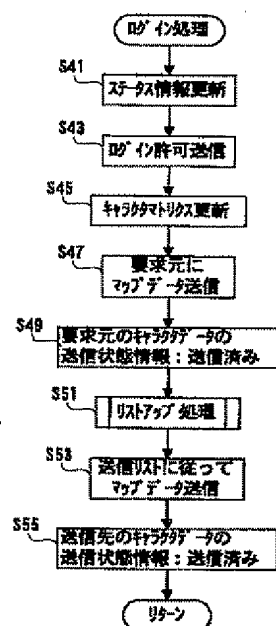 ログイン処理
S41
ステータス情報更新
S43
ログイン許可送信
S45
キャラクタマトリクス更新
S47
要求元に
マップデータ送信
S49
要求元のキャラクタデータの
送信状態情報：送信済み
S51
リストアップ処理
S53
送信リストに従って
マップデータ送信
S55
送信先のキャラクタデータの
送信状態情報：送信済み
リターン